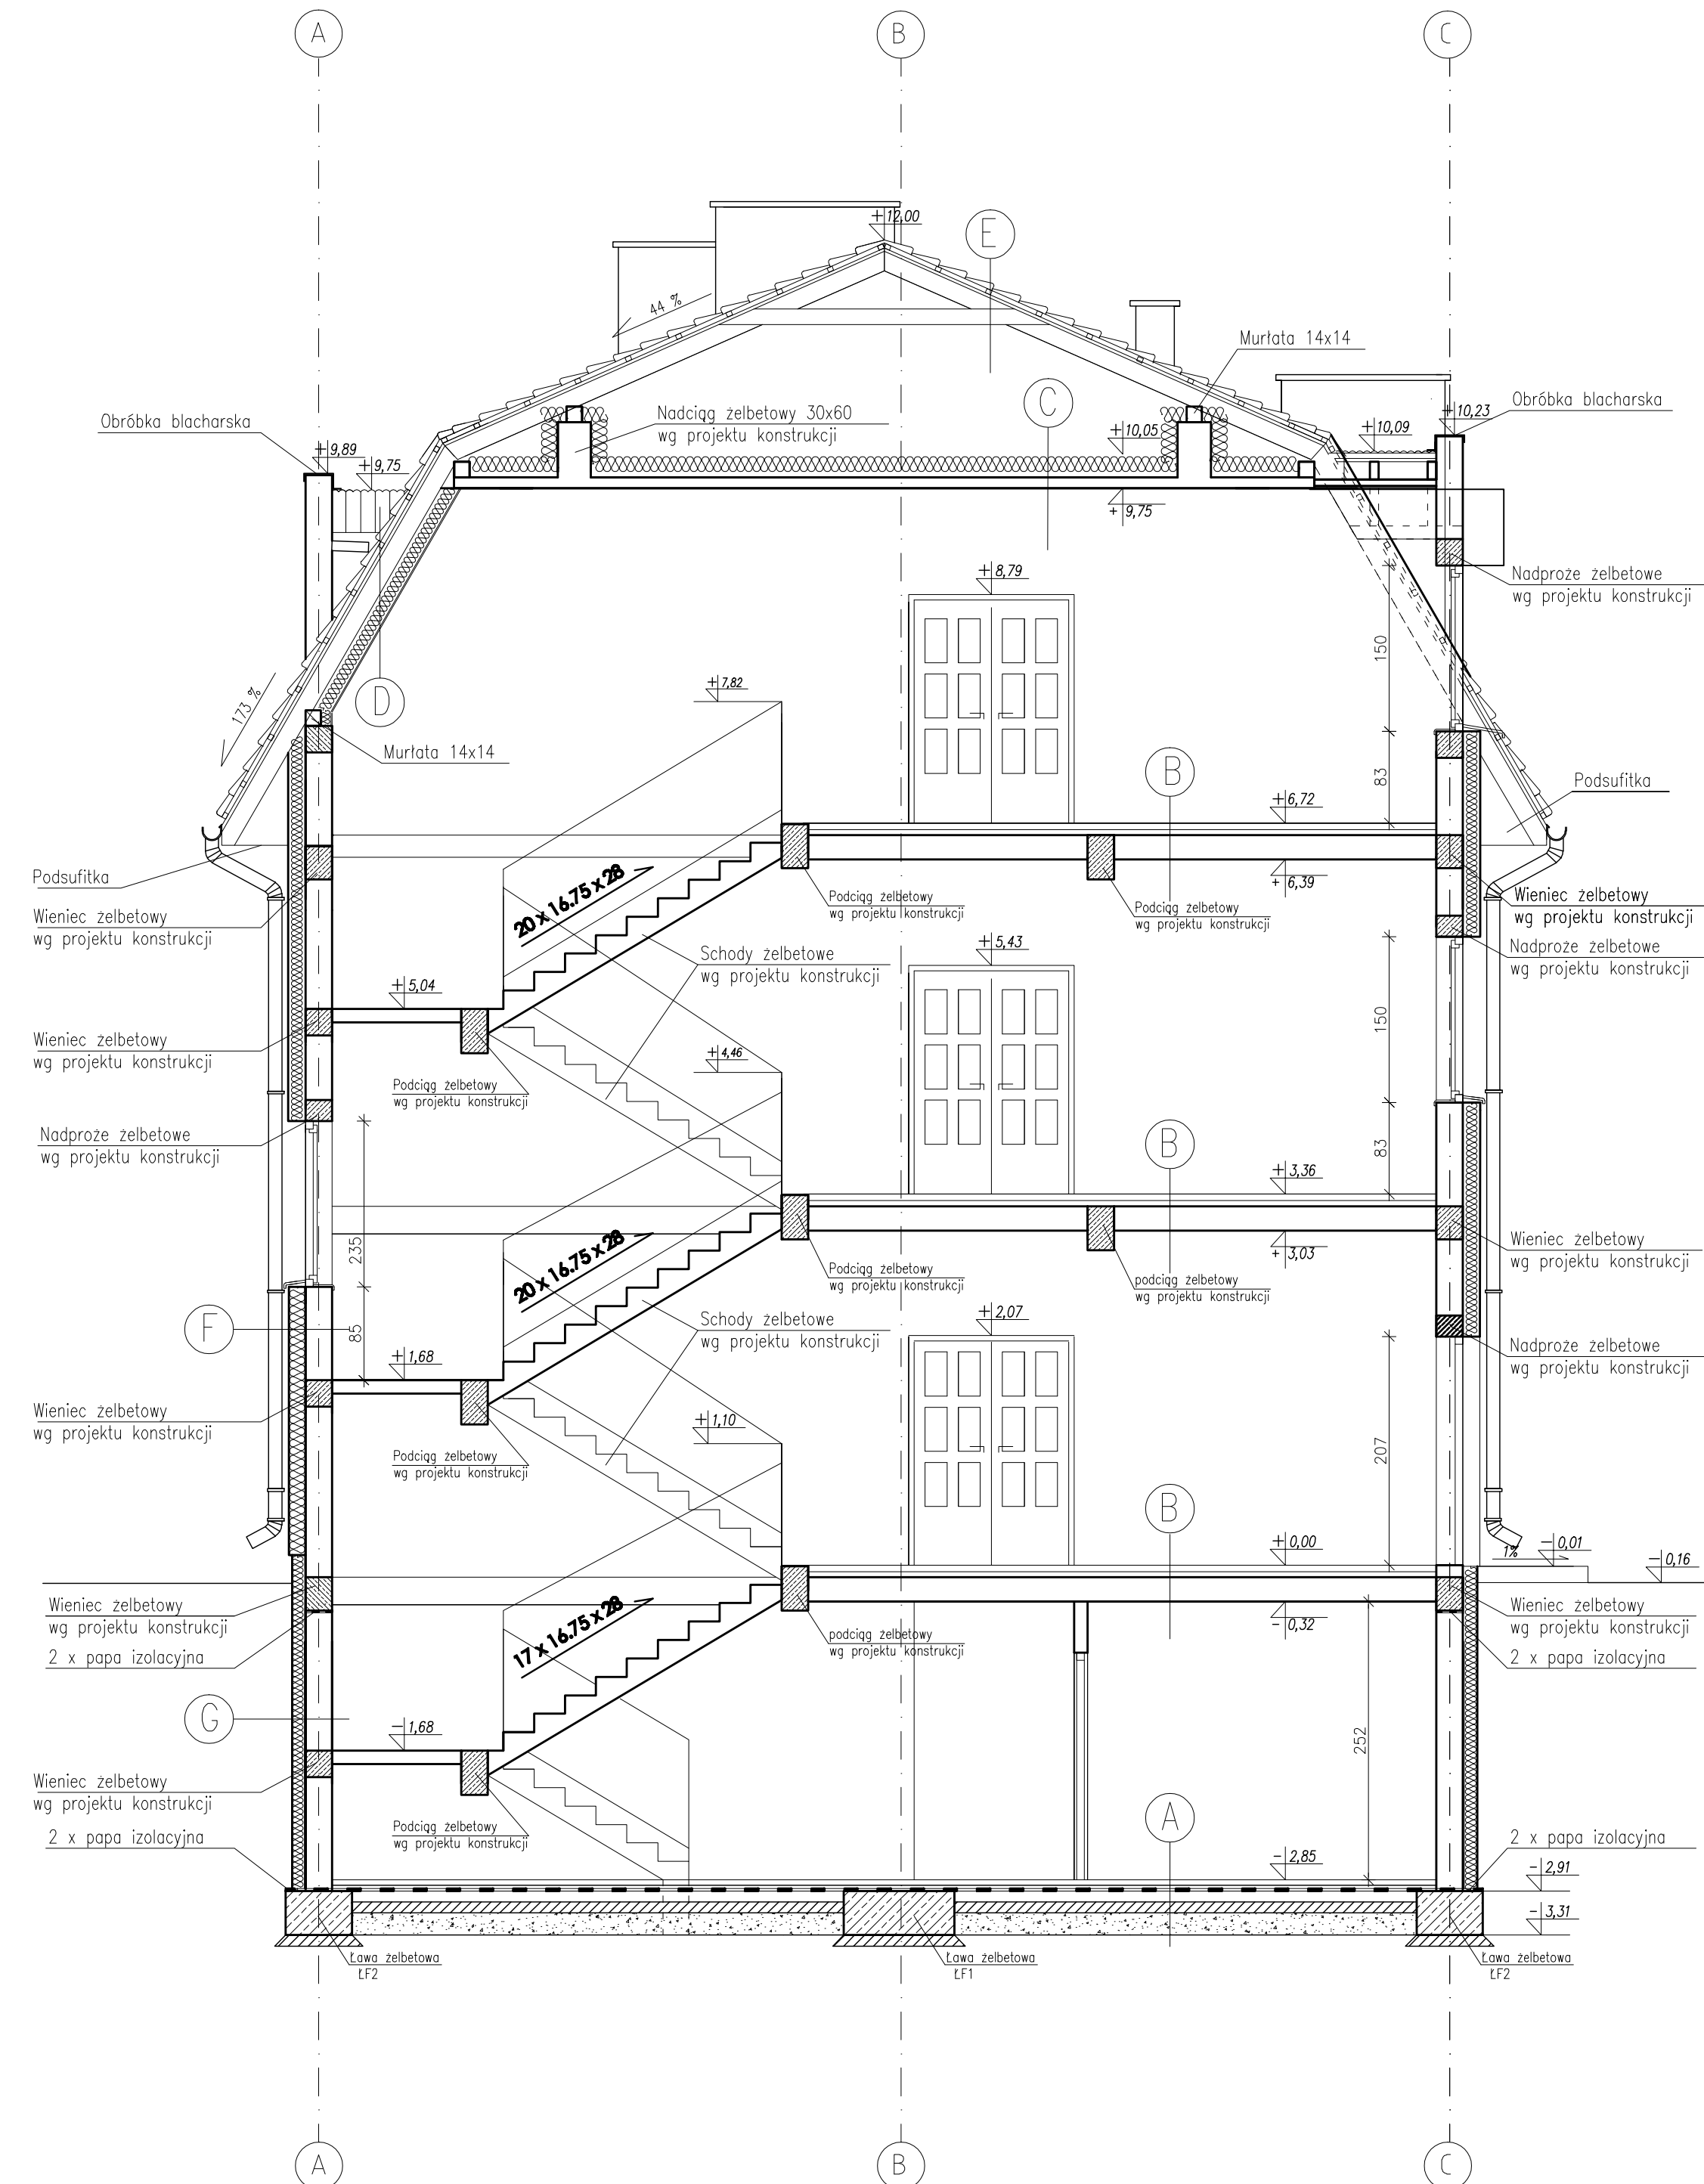 A
B
C
+12,00
E
44 %
Murłata 14x14
C
Obróbka blacharska
Nadciąg żelbetowy 30x60
wg projektu konstrukcji
Obróbka blacharska
+10,23
+10,09
+10,05
+9,89
+9,75
+9,75
+8,79
Nadproże żelbetowe
wg projektu konstrukcji
150
173 %
D
+7,82
Murłata 14x14
B
83
Podsufitka
+6,72
Podsufitka
20 x 16.75 x 28
+6,39
Podciąg żelbetowy
wg projektu konstrukcji
Podciąg żelbetowy
wg projektu konstrukcji
Wieniec żelbetowy
wg projektu konstrukcji
Wieniec żelbetowy
wg projektu konstrukcji
Schody żelbetowe
wg projektu konstrukcji
+5,43
Nadproże żelbetowe
wg projektu konstrukcji
+5,04
150
Wieniec żelbetowy
wg projektu konstrukcji
+4,46
Podciąg żelbetowy
wg projektu konstrukcji
Nadproże żelbetowe
wg projektu konstrukcji
B
83
+3,36
235
20 x 16.75 x 28
+3,03
Podciąg żelbetowy
wg projektu konstrukcji
podciąg żelbetowy
wg projektu konstrukcji
Wieniec żelbetowy
wg projektu konstrukcji
F
85
Schody żelbetowe
wg projektu konstrukcji
+2,07
Nadproże żelbetowe
wg projektu konstrukcji
+1,68
Wieniec żelbetowy
wg projektu konstrukcji
+1,10
207
Podciąg żelbetowy
wg projektu konstrukcji
B
+0,00
1%
-0,01
-0,16
Wieniec żelbetowy
wg projektu konstrukcji
2 x papa izolacyjna
17 x 16.75 x 28
podciąg żelbetowy
wg projektu konstrukcji
-0,32
Wieniec żelbetowy
wg projektu konstrukcji
2 x papa izolacyjna
G
-1,68
252
Wieniec żelbetowy
wg projektu konstrukcji
Podciąg żelbetowy
wg projektu konstrukcji
A
2 x papa izolacyjna
2 x papa izolacyjna
-2,85
-2,91
-3,31
Ława żelbetowa
ŁF2
Ława żelbetowa
ŁF1
Ława żelbetowa
ŁF2
A
B
C